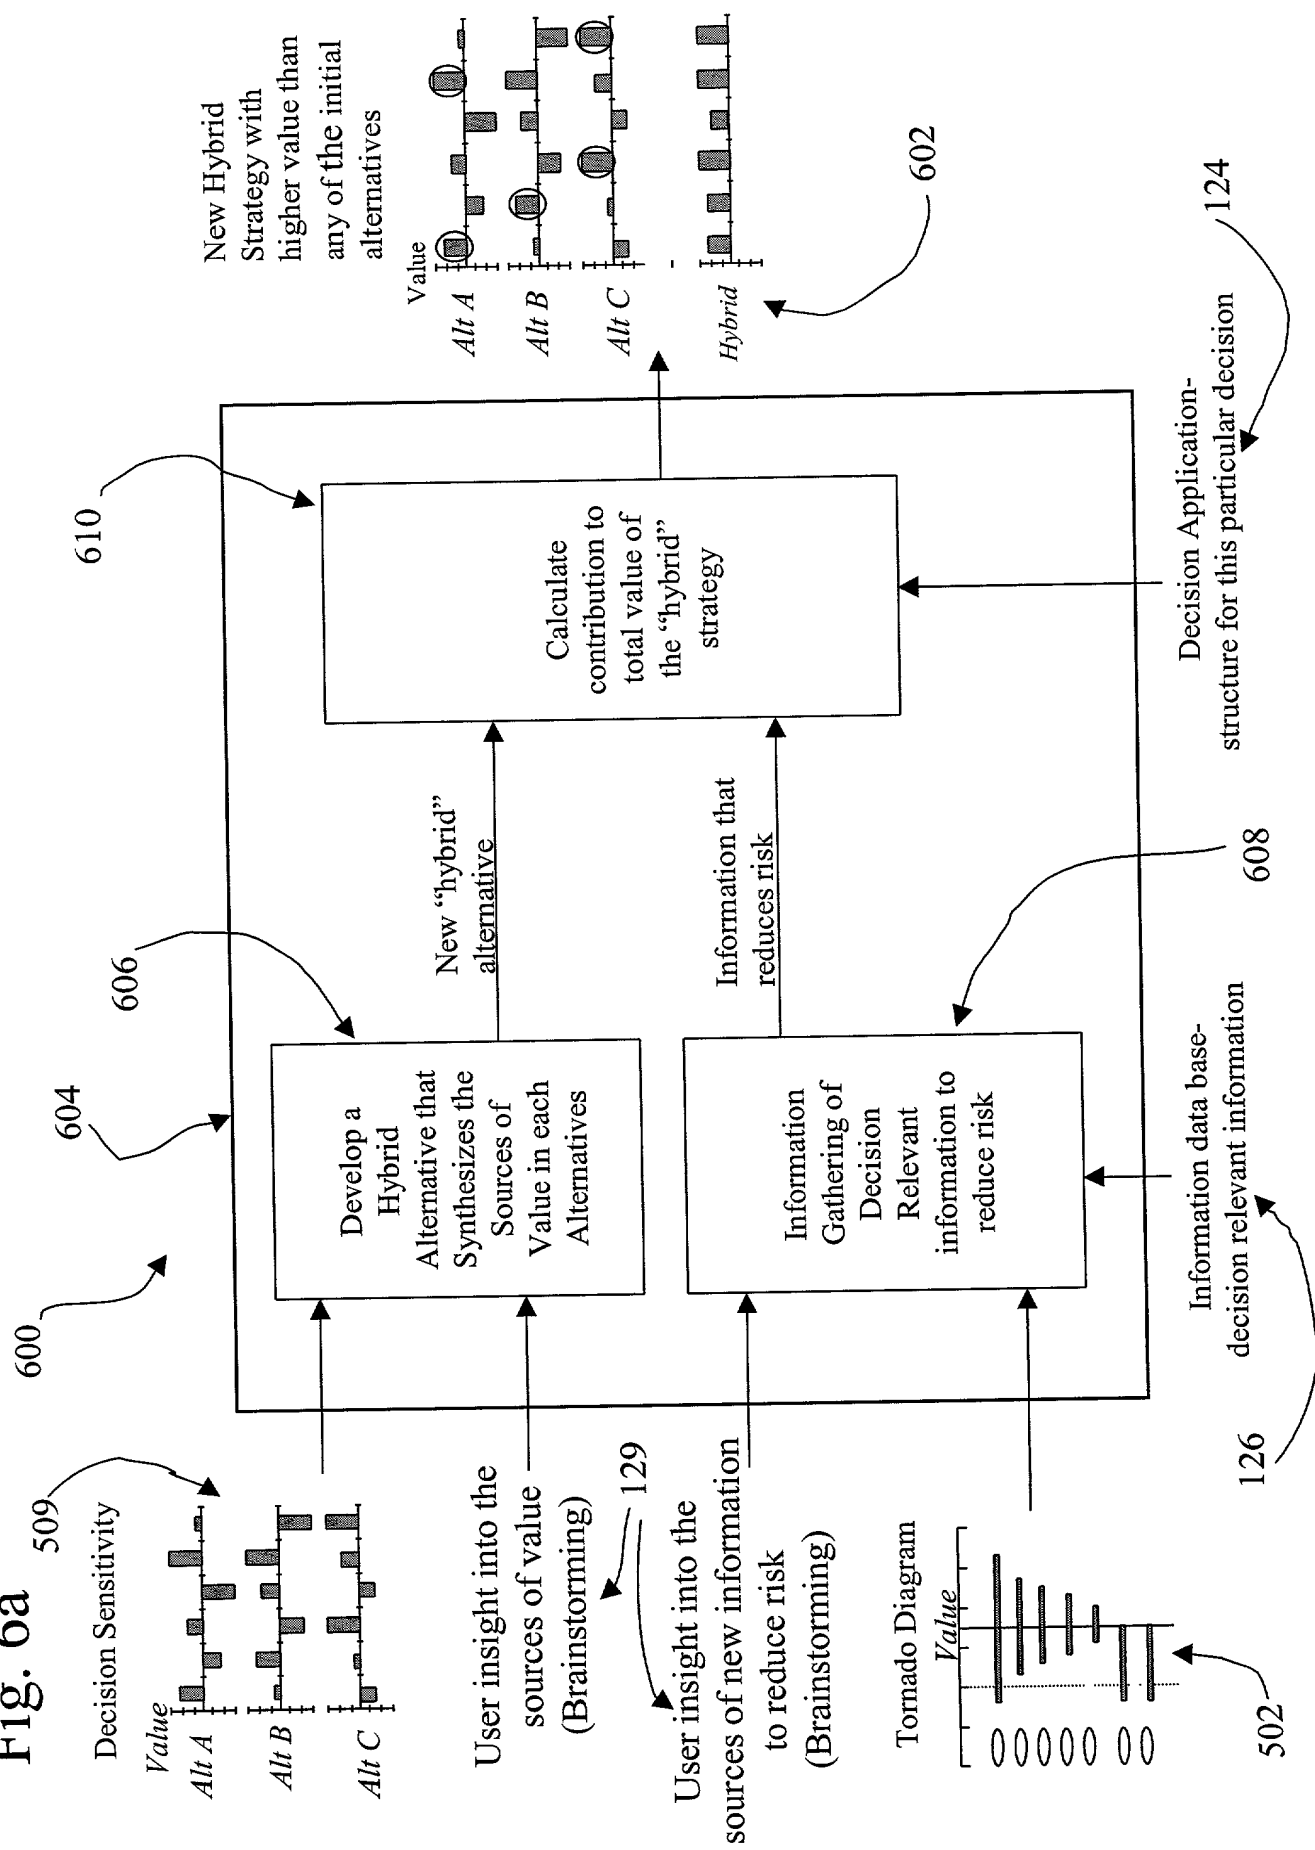 Fig. 6a
600
604
606
610
509
Decision Sensitivity
Value
Alt A
Alt B
Alt C
User insight into the
sources of value
(Brainstorming)
129
User insight into the
sources of new information
to reduce risk
(Brainstorming)
Tornado Diagram
Value
502
Develop a
Hybrid
Alternative that
Synthesizes the
Sources of
Value in each
Alternatives
Information
Gathering of
Decision
Relevant
information to
reduce risk
608
New “hybrid”
alternative
Information that
reduces risk
Calculate
contribution to
total value of
the “hybrid”
strategy
New Hybrid
Strategy with
higher value than
any of the initial
alternatives
Value
Alt A
Alt B
Alt C
Hybrid
602
Information data base-
decision relevant information
126
Decision Application-
structure for this particular decision
124